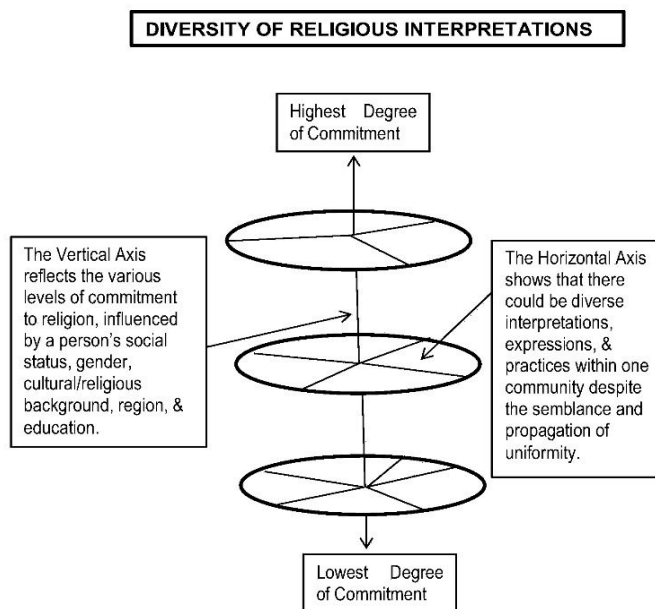 DIVERSITY OF RELIGIOUS INTERPRETATIONS
Highest Degree
of Commitment
The Vertical Axis
reflects the various
levels of commitment
to religion, influenced
by a person's social
status, gender,
cultural/religious
background, region, &
education.
The Horizontal Axis
shows that there
could be diverse
interpretations,
expressions, &
practices within one
community despite
the semblance and
propagation of
uniformity.
Lowest Degree
of Commitment